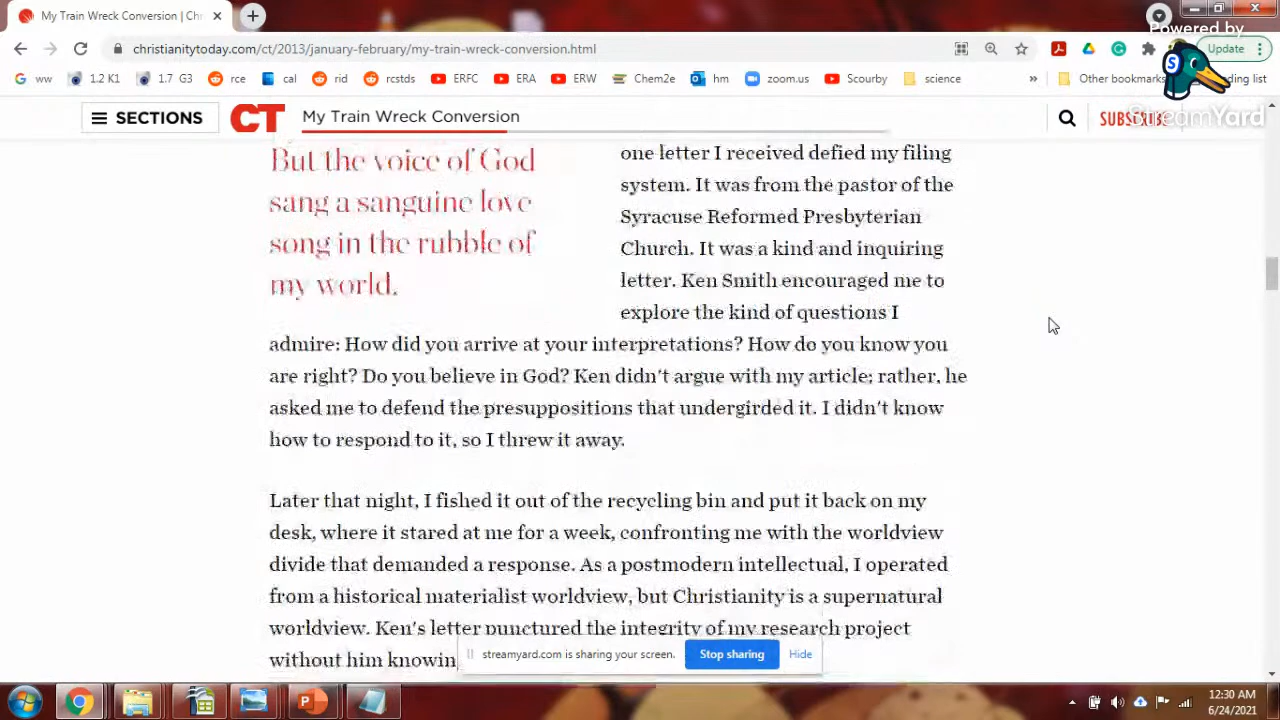 My Train Wreck Conversion | Chr
Powered by
christianitytoday.com/ct/2013/january-february/my-train-wreck-conversion.html
Update
ww
1.2 K1
1.7 G3
rce
cal
rid
rcstds
ERFC
ERA
ERW
Chem2e
hm
zoom.us
Scourby
science
»
Other bookmarks
ding list
SECTIONS
CT
My Train Wreck Conversion
SUBSCRIBE
StreamYard
But the voice of God
sang a sanguine love
song in the rubble of
my world.
one letter I received defied my filing
system. It was from the pastor of the
Syracuse Reformed Presbyterian
Church. It was a kind and inquiring
letter. Ken Smith encouraged me to
explore the kind of questions I
admire: How did you arrive at your interpretations? How do you know you
are right? Do you believe in God? Ken didn't argue with my article; rather, he
asked me to defend the presuppositions that undergirded it. I didn't know
how to respond to it, so I threw it away.
Later that night, I fished it out of the recycling bin and put it back on my
desk, where it stared at me for a week, confronting me with the worldview
divide that demanded a response. As a postmodern intellectual, I operated
from a historical materialist worldview, but Christianity is a supernatural
worldview. Ken's letter punctured the integrity of my research project
without him knowin
streamyard.com is sharing your screen.
Stop sharing
Hide
12:30 AM
6/24/2021